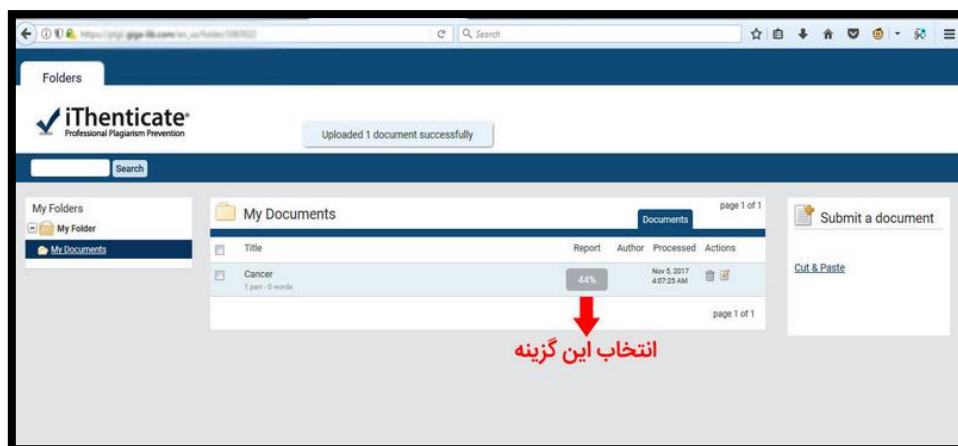 Search
Folders
iThenticate®
Professional Plagiarism Prevention
Uploaded 1 document successfully
Search
My Folders
My Folder
My Documents
My Documents
page 1 of 1
Documents
Title Report Author Processed Actions
Cancer
1 part - 0 words
44%
Nov 5, 2017
4:07:25 AM
page 1 of 1
انتخاب این گزینه
Submit a document
Cut & Paste